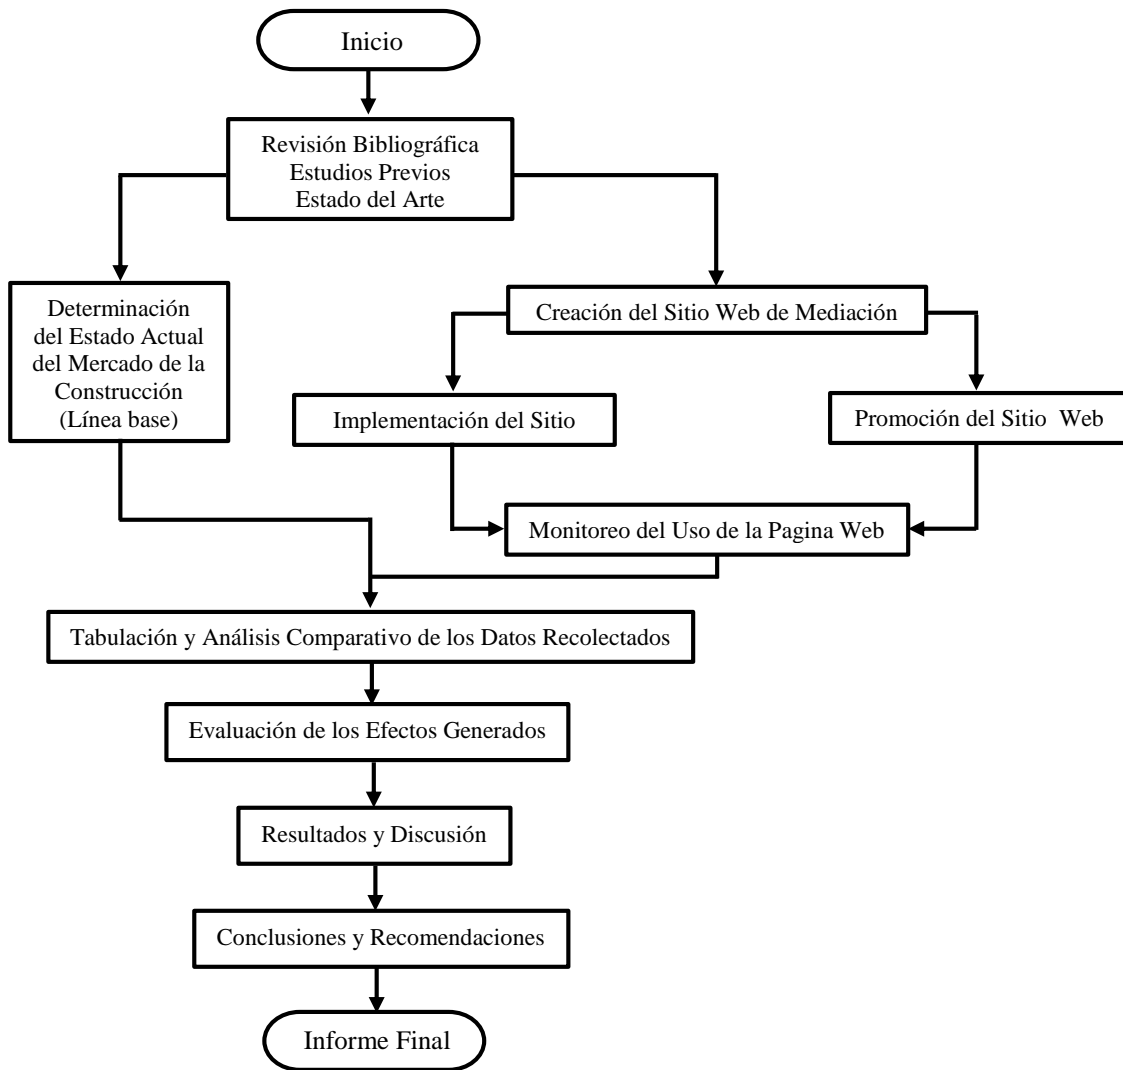 Inicio
Revisión Bibliográfica
Estudios Previos
Estado del Arte
Determinación
del Estado Actual
del Mercado de la
Construcción
(Línea base)
Creación del Sitio Web de Mediación
Implementación del Sitio
Promoción del Sitio  Web
Monitoreo del Uso de la Pagina Web
Tabulación y Análisis Comparativo de los Datos Recolectados
Evaluación de los Efectos Generados
Resultados y Discusión
Conclusiones y Recomendaciones
Informe Final